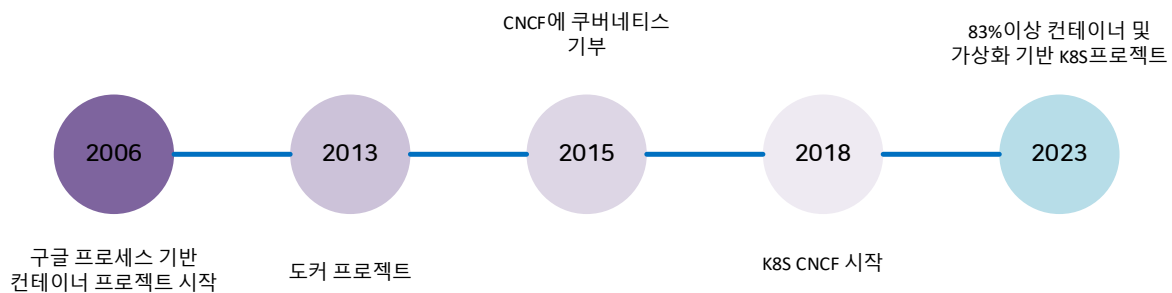 CNCF에 쿠버네티스
기부
83%이상 컨테이너 및
가상화 기반 K8S프로젝트
2006
2013
2015
2018
2023
구글 프로세스 기반
컨테이너 프로젝트 시작
도커 프로젝트
K8S CNCF 시작